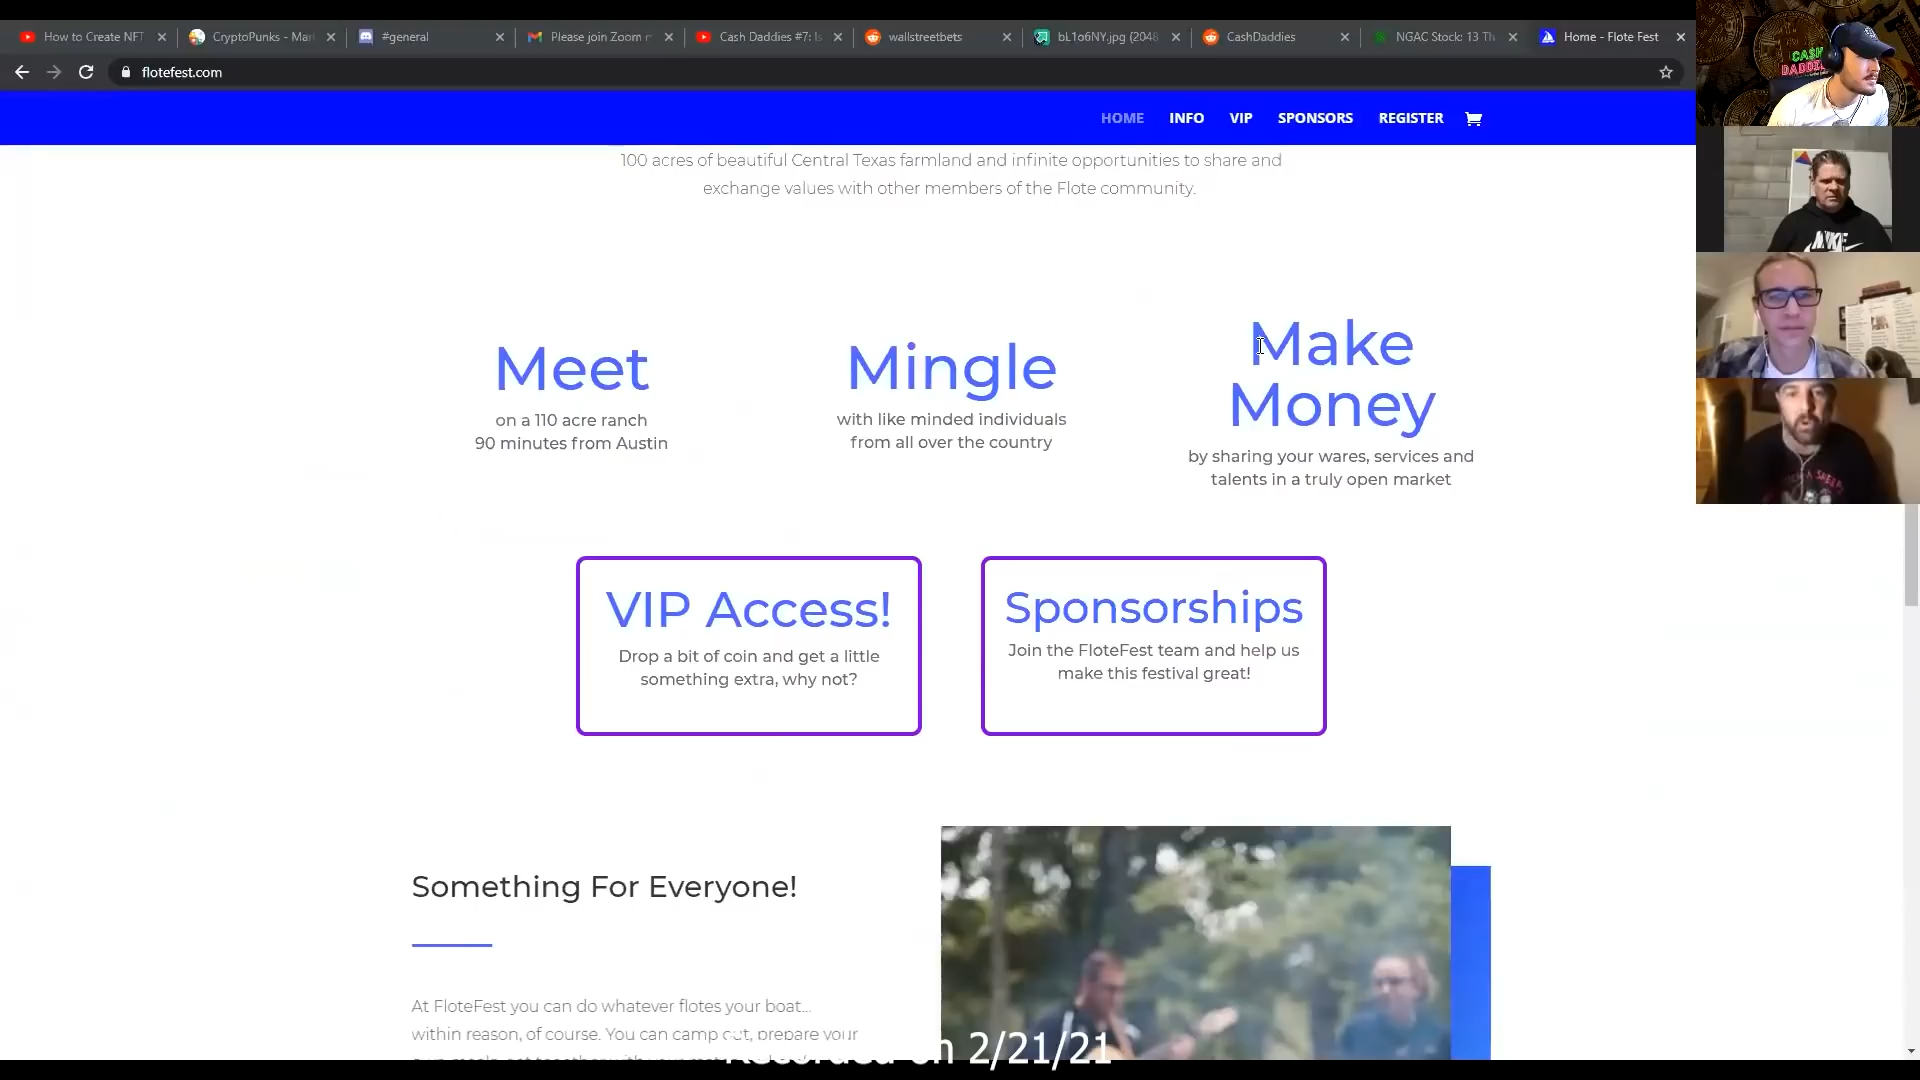 How to Create NFT
CryptoPunks - Mar
#general
Please join Zoom m
Cash Daddies #7: Is
wallstreetbets
bL1o6NY.jpg (2048
CashDaddies
NGAC Stock: 13 Th
Home - Flote Fest
flotefest.com
HOME
INFO
VIP
SPONSORS
REGISTER
CASH
100 acres of beautiful Central Texas farmland and infinite opportunities to share and
exchange values with other members of the Flote community.
Meet
on a 110 acre ranch
90 minutes from Austin
Mingle
with like minded individuals
from all over the country
Make
Money
by sharing your wares, services and
talents in a truly open market
VIP Access!
Drop a bit of coin and get a little
something extra, why not?
Sponsorships
Join the FloteFest team and help us
make this festival great!
Something For Everyone!
At FloteFest you can do whatever flotes your boat...
within reason, of course. You can camp out, prepare your
Recorded on 2/21/21